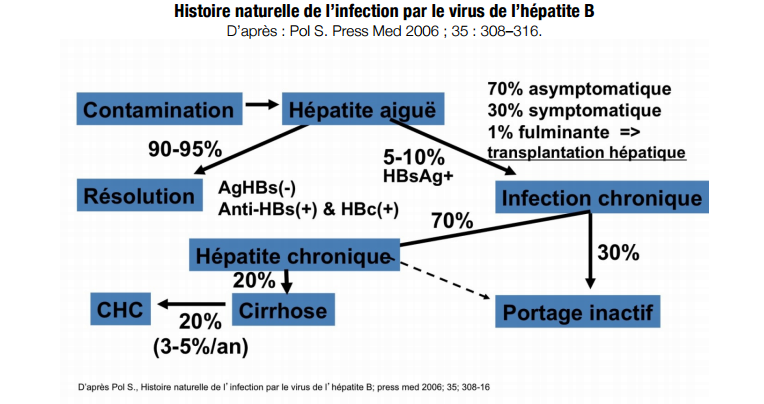 Histoire naturelle de l'infection par le virus de l'hépatite B
D'après : Pol S. Press Med 2006 ; 35 : 308–316.
Contamination
Hépatite aiguë
70% asymptomatique
30% symptomatique
1% fulminante =>
transplantation hépatique
90-95%
5-10%
HBsAg+
Résolution
AgHBs(-)
Anti-HBs(+) & HBc(+)
Infection chronique
70%
Hépatite chronique
30%
20%
CHC
Cirrhose
Portage inactif
20%
(3-5%/an)
D'après Pol S., Histoire naturelle de l'infection par le virus de l'hépatite B; press med 2006; 35; 308-16